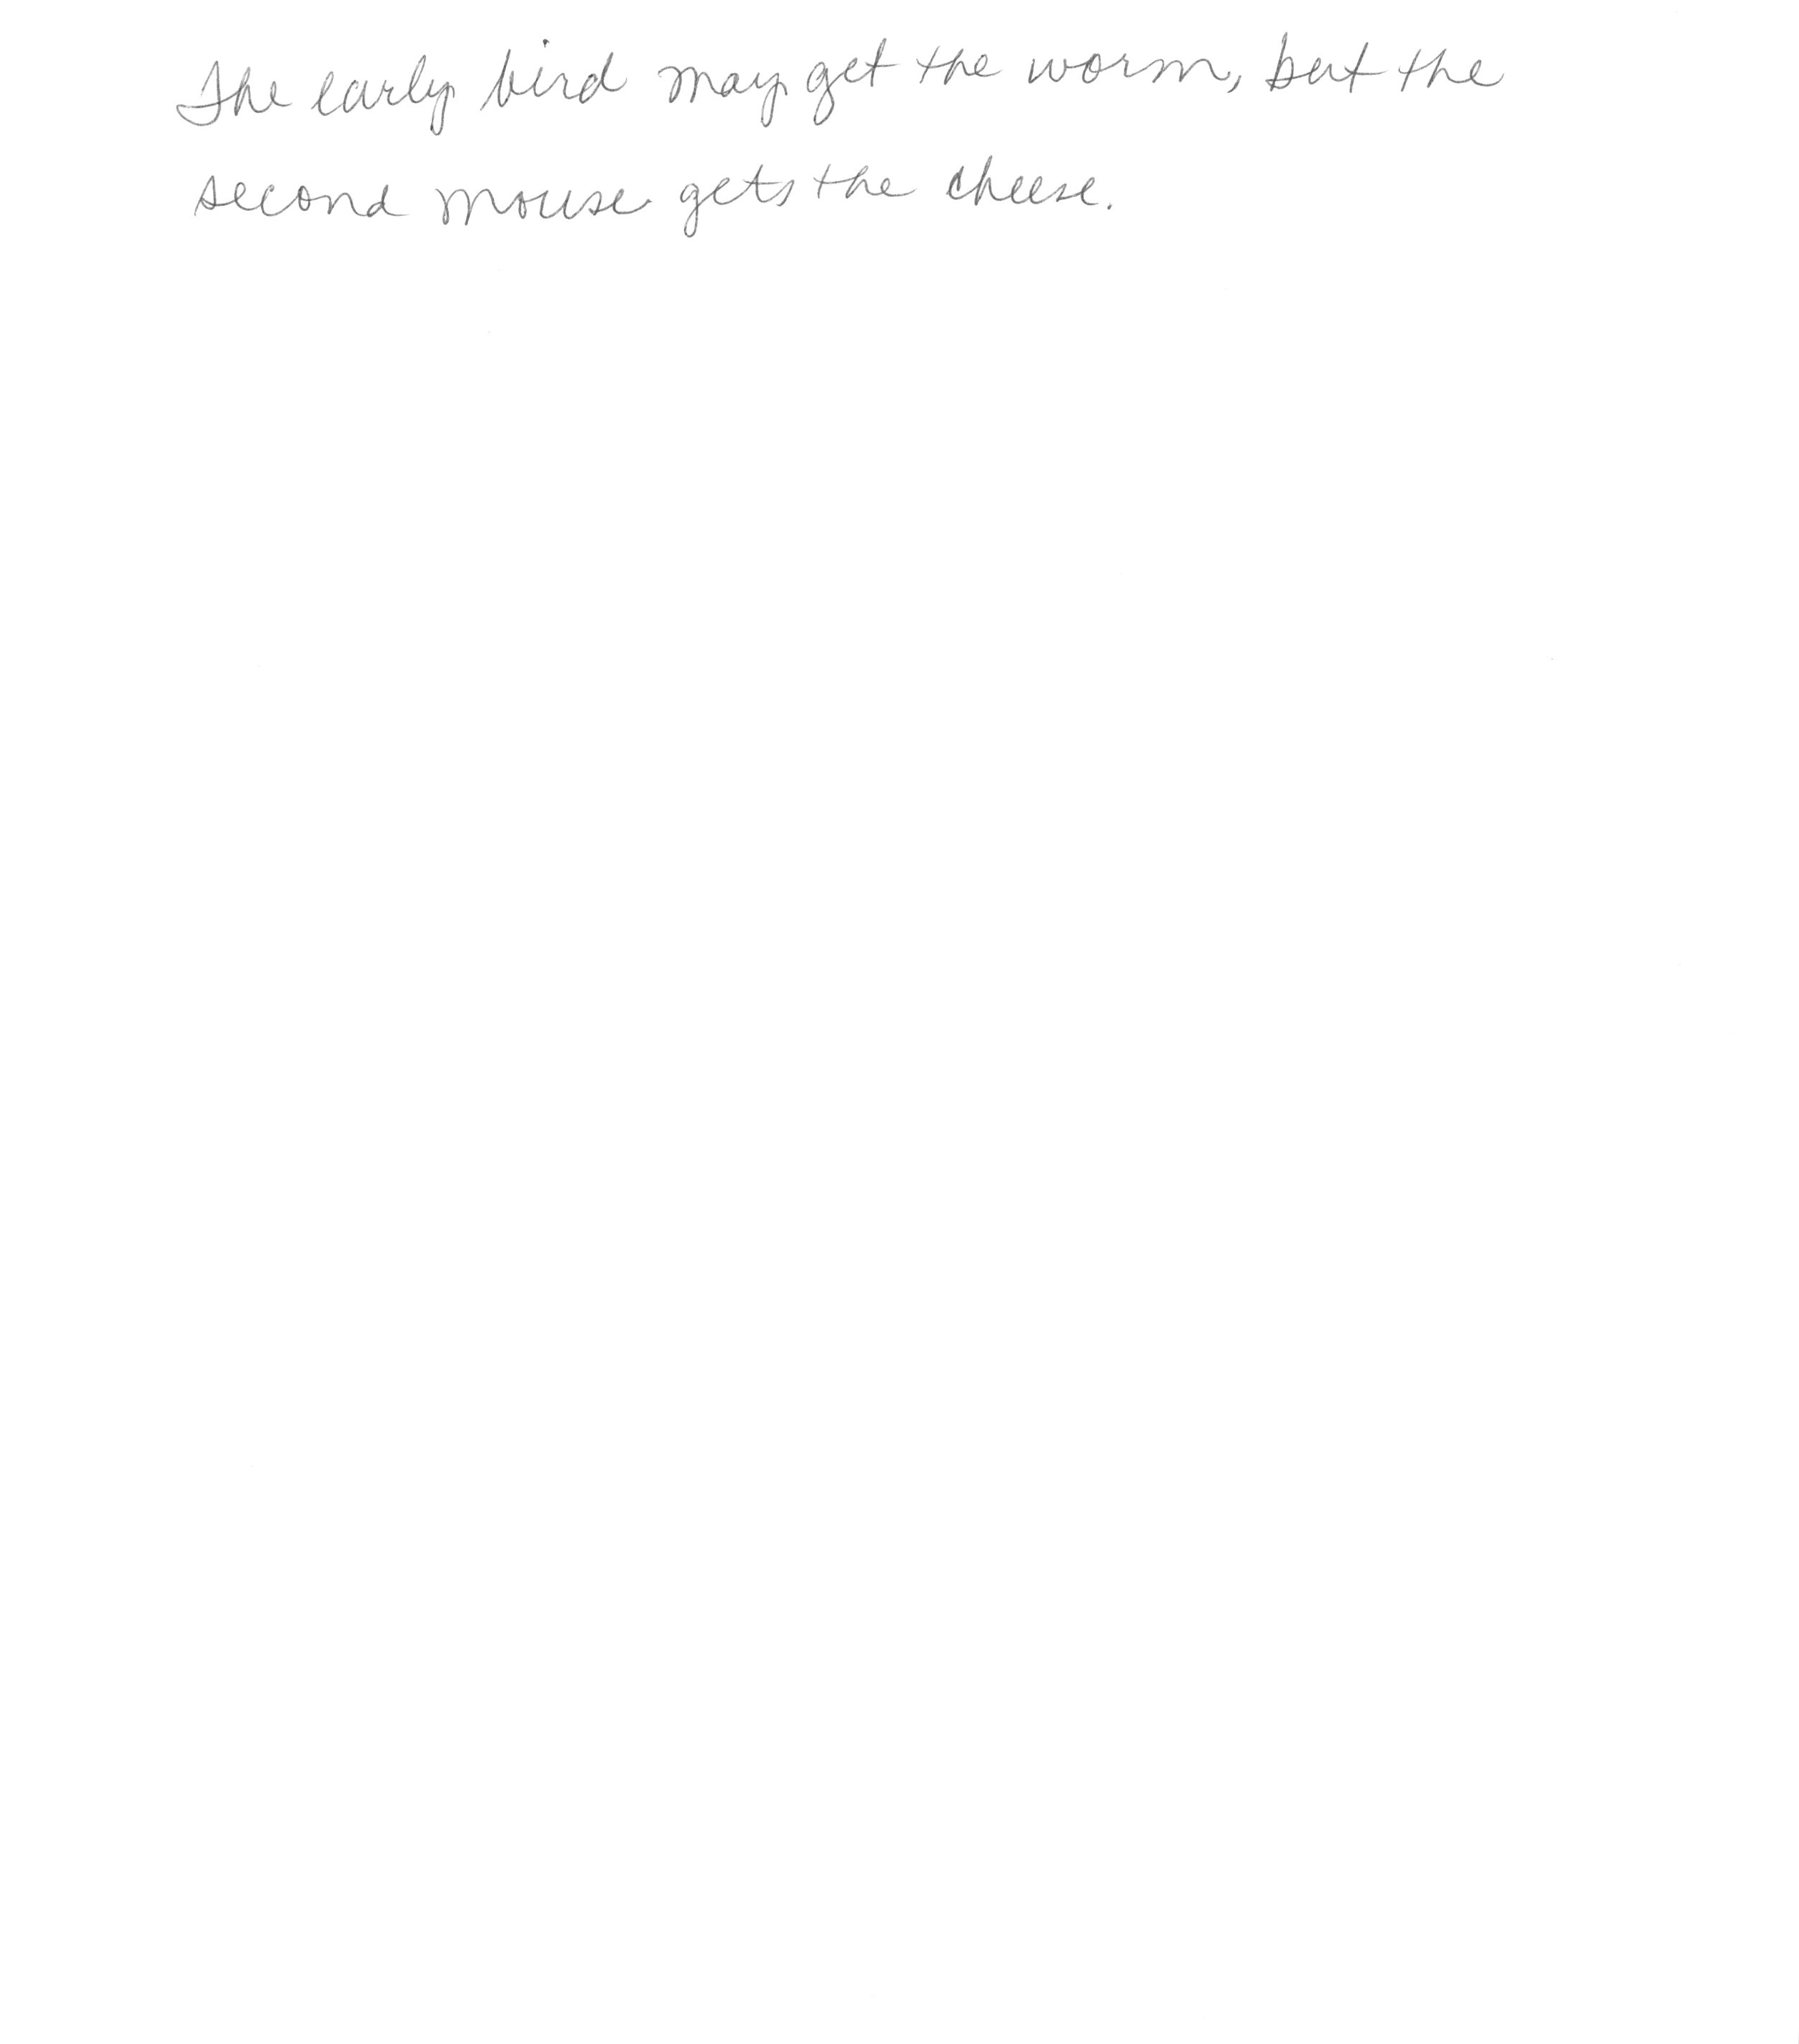 The early bird may get the worm, but the
second mouse gets the cheese.